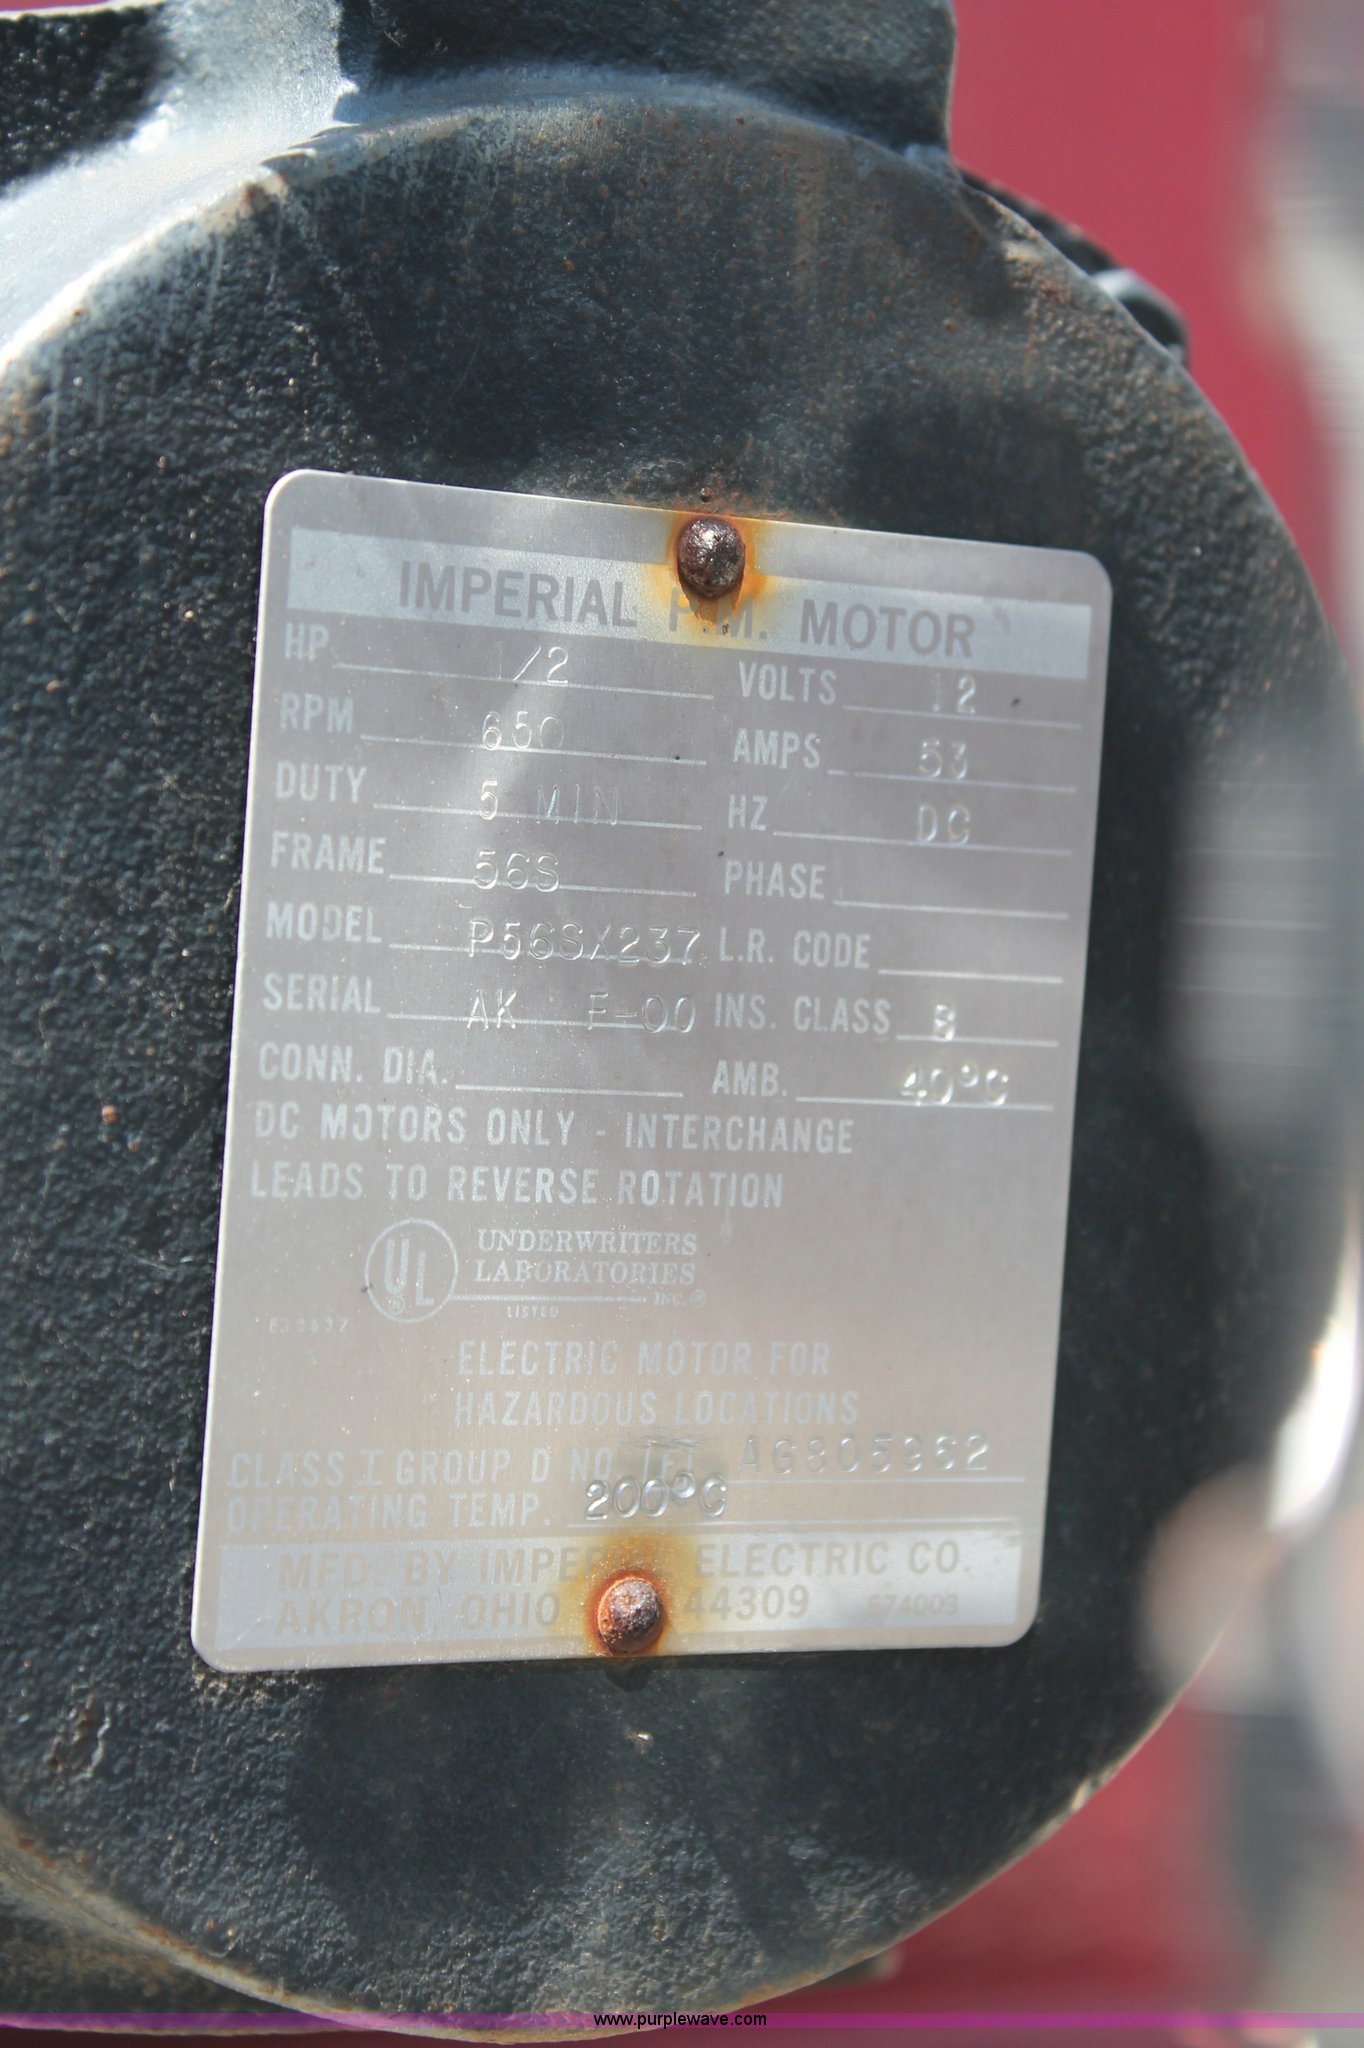 IMPERIAL P.M. MOTOR
HP 1/2 VOLTS 12
RPM 650 AMPS 53
DUTY 5 MIN HZ DC
FRAME 56S PHASE
MODEL P56SX237 L.R. CODE
SERIAL AK F-00 INS. CLASS B
CONN. DIA. AMB. 40°C
DC MOTORS ONLY - INTERCHANGE
LEADS TO REVERSE ROTATION
UL ® UNDERWRITERS
LABORATORIES
INC.®
LISTED
ELECTRIC MOTOR FOR
HAZARDOUS LOCATIONS
CLASS I GROUP D NO. AG805962
OPERATING TEMP. 200°C
MFD. BY IMPERIAL ELECTRIC CO.
AKRON, OHIO 44309 574003
www.purplewave.com